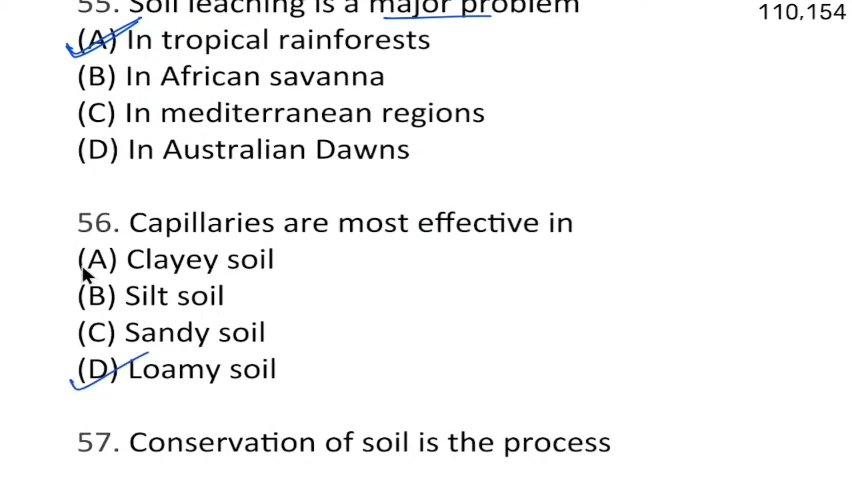 55. Soil leaching is a major problem
110,154
(A) In tropical rainforests
(B) In African savanna
(C) In mediterranean regions
(D) In Australian Dawns
56. Capillaries are most effective in
(A) Clayey soil
(B) Silt soil
(C) Sandy soil
(D) Loamy soil
57. Conservation of soil is the process